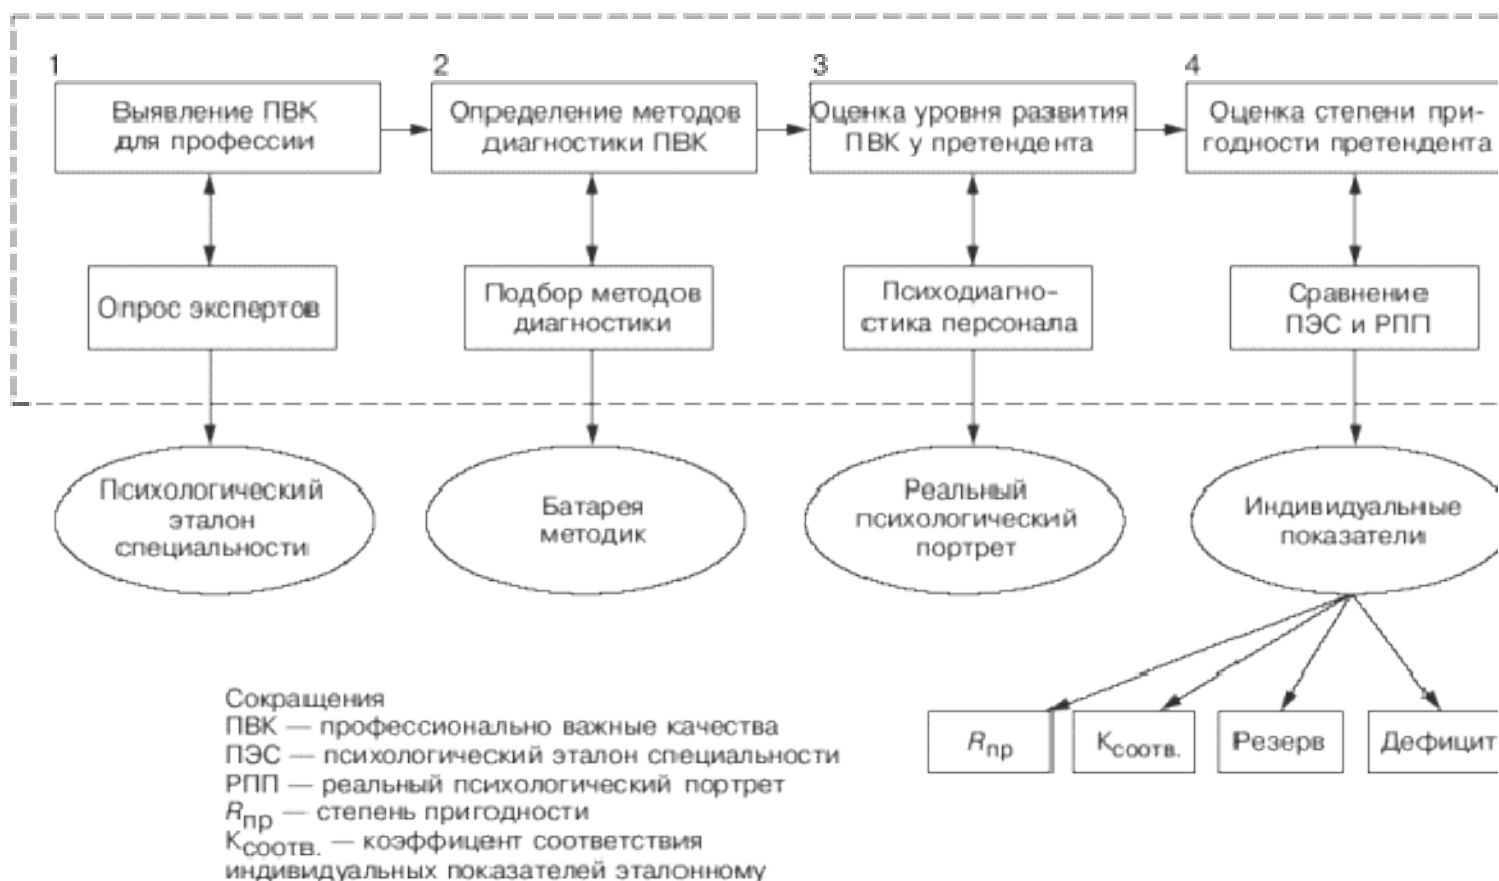 1
2
3
4
Выявление ПВК
для профессии
Определение методов
диагностики ПВК
Оценка уровня развития
ПВК у претендента
Оценка степени при-
годности претендента
Опрос экспертов
Подбор методов
диагностики
Психодиагно-
стика персонала
Сравнение
ПЭС и РПП
Психологический
эталон
специальности
Батарея
методик
Реальный
психологический
портрет
Индивидуальные
показатели
Rпр
Kсоотв.
Резерв
Дефицит
Сокращения
ПВК — профессионально важные качества
ПЭС — психологический эталон специальности
РПП — реальный психологический портрет
Rпр — степень пригодности
Kсоотв. — коэффицент соответствия
индивидуальных показателей эталонному